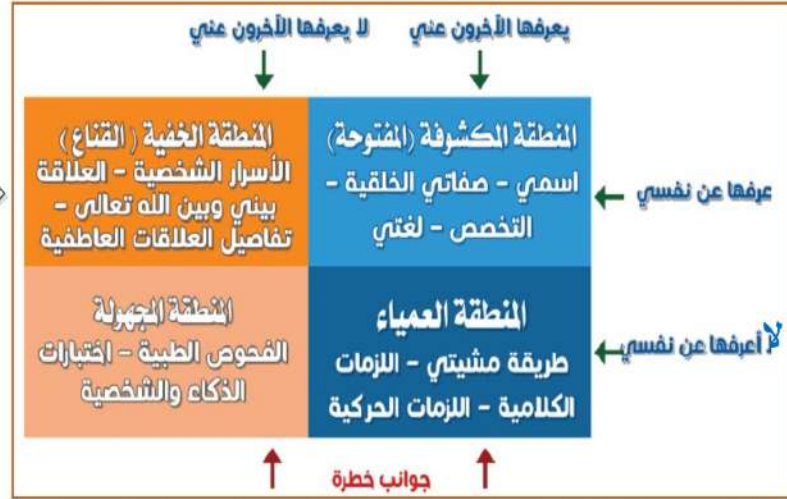 يعرفها الأخرون عني
لا يعرفها الأخرون عني
المنطقة المكشوفة (المفتوحة)
اسمي - صفاتي الخلقية -
التخصص - لغتي
المنطقة الخفية (القناع)
الأسرار الشخصية - العلاقة
بيني وبين الله تعالى -
تفاصيل العلاقات العاطفية
عرفها عن نفسي
المنطقة العمياء
طريقة مشيتي - اللزمات
الكلامية - اللزمات الحركية
المنطقة المجهولة
الفحوص الطبية - اختبارات
الذكاء والشخصية
لا أعرفها عن نفسي
جوانب خطرة